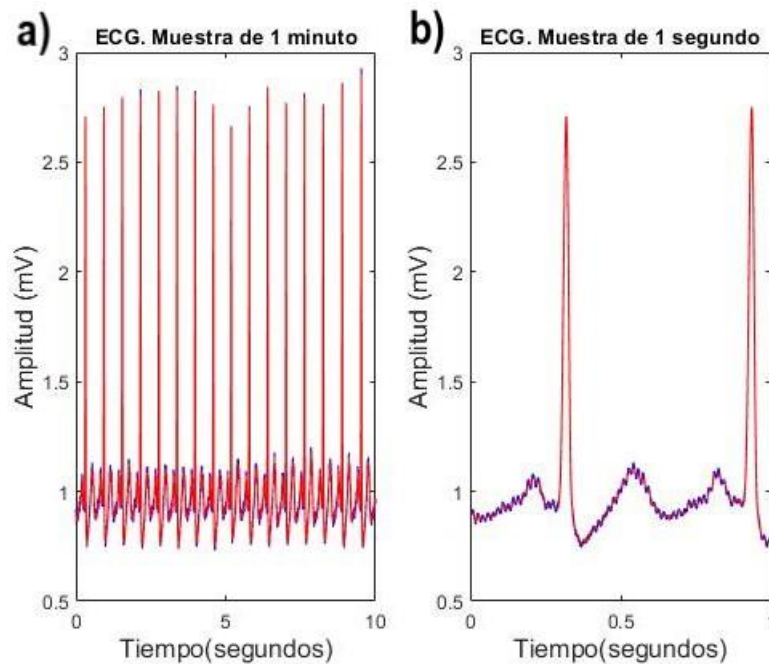 a)
ECG. Muestra de 1 minuto
3
2.5
2
1.5
1
0.5
Amplitud (mV)
0
5
10
Tiempo(segundos)
b)
ECG. Muestra de 1 segundo
3
2.5
2
1.5
1
0.5
Amplitud (mV)
0
0.5
1
Tiempo(segundos)